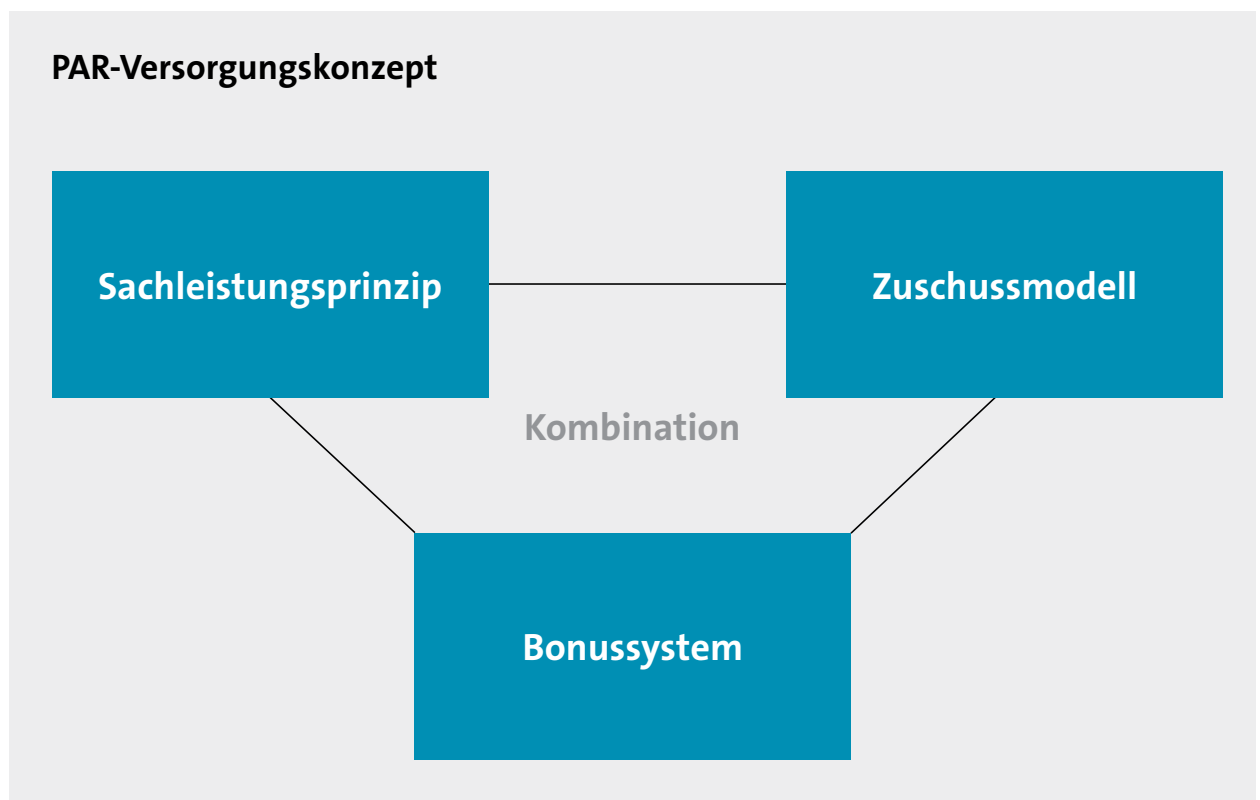 PAR-Versorgungskonzept
Sachleistungsprinzip
Zuschussmodell
Kombination
Bonussystem